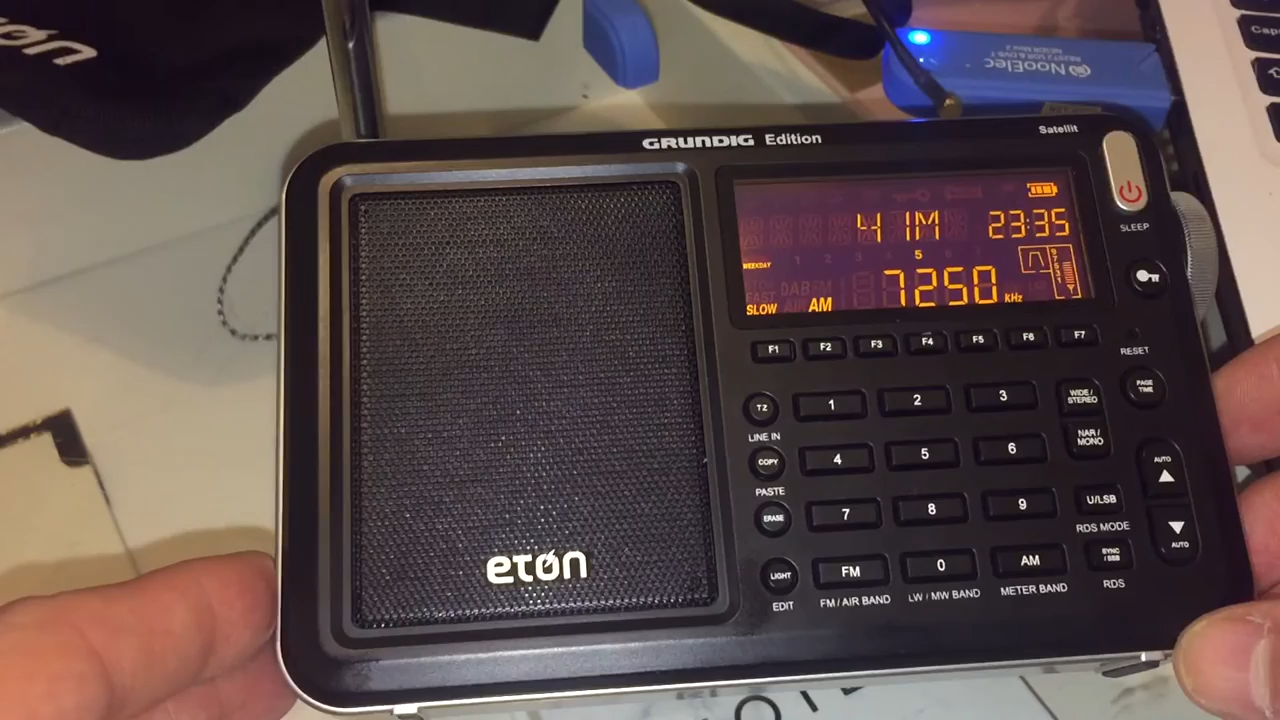 etón
NooElec
GRUNDIG Edition
Satellit
41M
23:35
WEEKDAY
5
SLOW
AM
7250
KHz
SLEEP
F1 F2 F3 F4 F5 F6 F7
RESET
TZ
1 2 3
WIDE / STEREO
PAGE TIME
LINE IN
COPY
4 5 6
NAR / MONO
PASTE
ERASE
7 8 9
U/LSB
RDS MODE
AUTO
AUTO
LIGHT
EDIT
FM
0
AM
SYNC / SSB
FM / AIR BAND
LW / MW BAND
METER BAND
RDS
etón
Caps